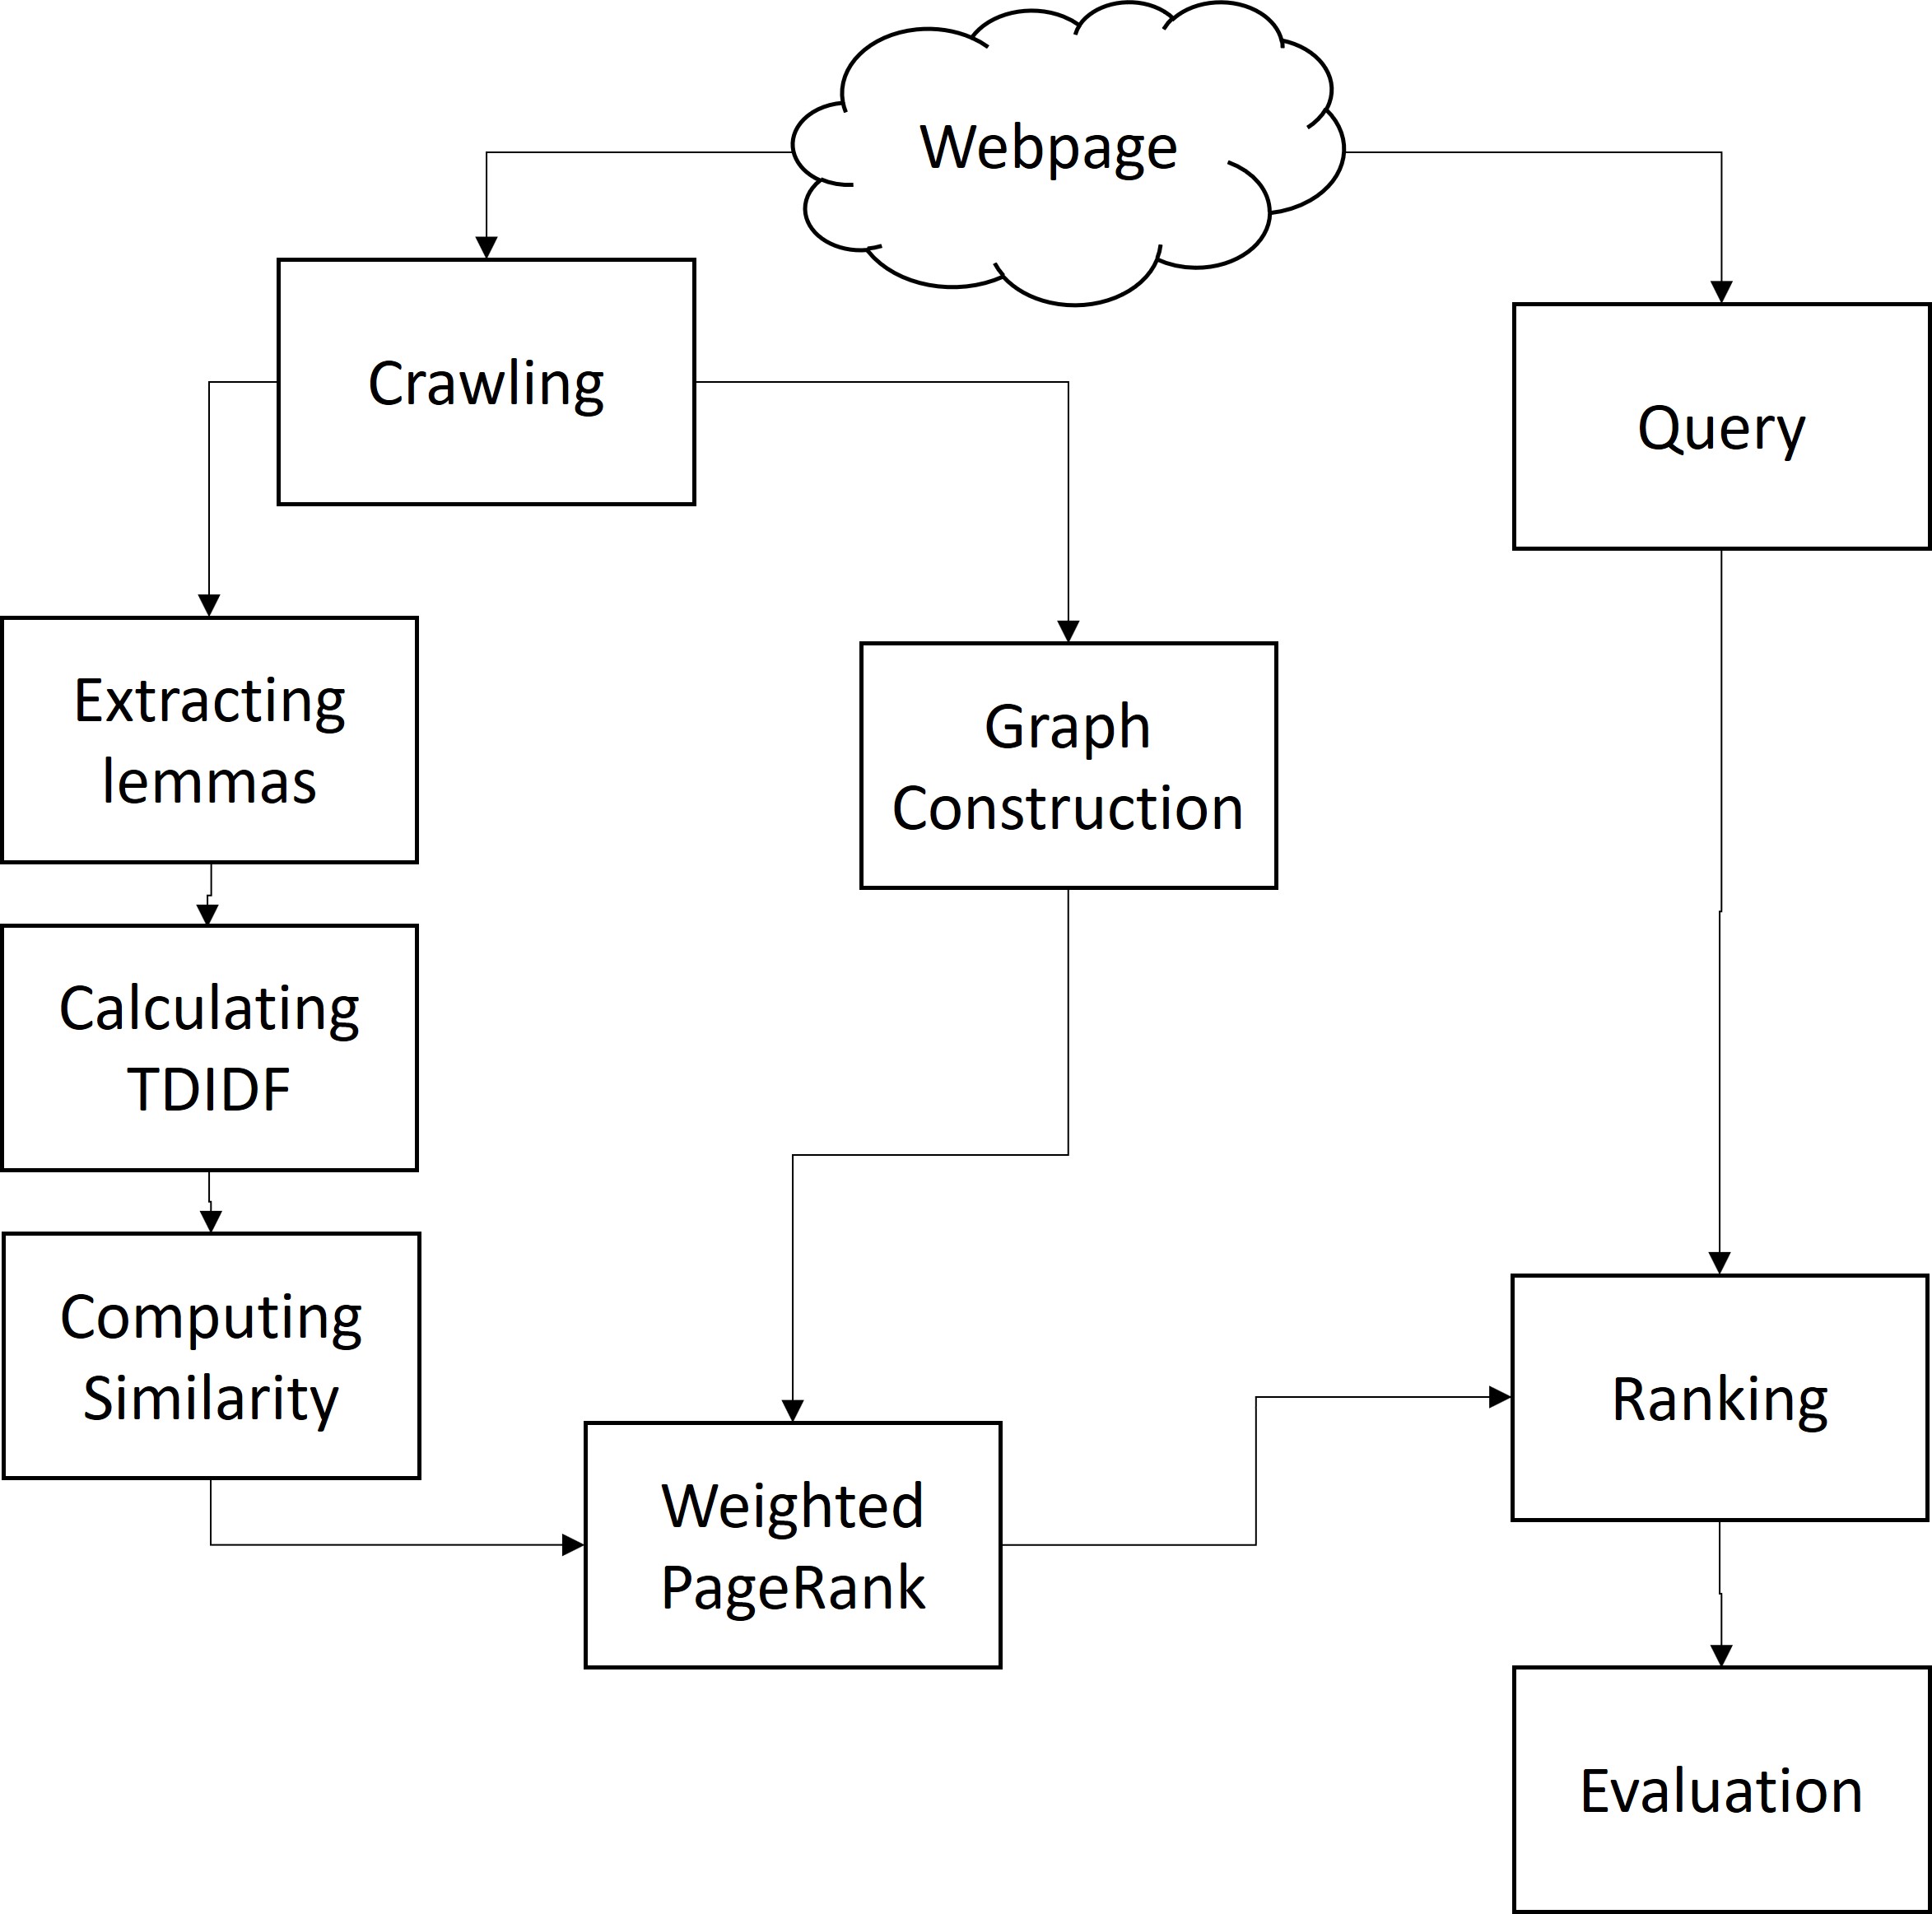 Webpage
Crawling
Query
Extracting
lemmas
Graph
Construction
Calculating
TDIDF
Computing
Similarity
Ranking
Weighted
PageRank
Evaluation